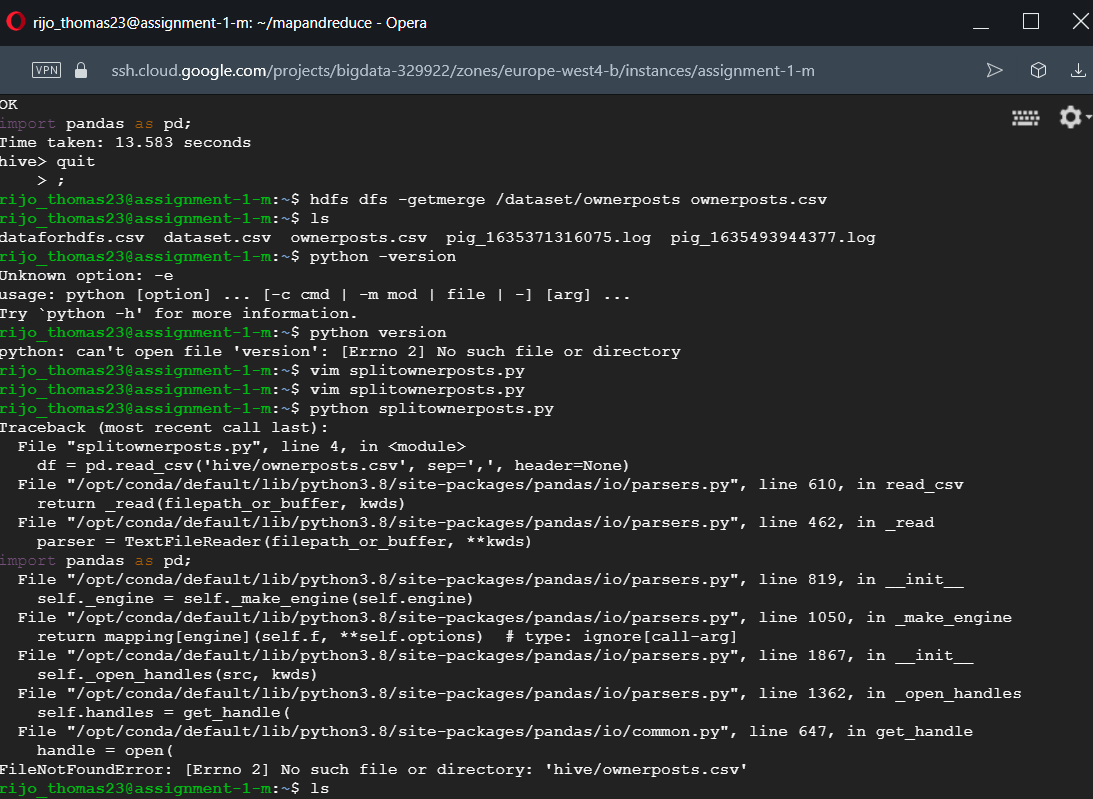 rijo_thomas23@assignment-1-m: ~/mapandreduce - Opera
VPN ssh.cloud.google.com/projects/bigdata-329922/zones/europe-west4-b/instances/assignment-1-m
OK
import pandas as pd;
Time taken: 13.583 seconds
hive> quit
    > ;
rijo_thomas23@assignment-1-m:~$ hdfs dfs -getmerge /dataset/ownerposts ownerposts.csv
rijo_thomas23@assignment-1-m:~$ ls
dataforhdfs.csv  dataset.csv  ownerposts.csv  pig_1635371316075.log  pig_1635493944377.log
rijo_thomas23@assignment-1-m:~$ python -version
Unknown option: -e
usage: python [option] ... [-c cmd | -m mod | file | -] [arg] ...
Try `python -h' for more information.
rijo_thomas23@assignment-1-m:~$ python version
python: can't open file 'version': [Errno 2] No such file or directory
rijo_thomas23@assignment-1-m:~$ vim splitownerposts.py
rijo_thomas23@assignment-1-m:~$ vim splitownerposts.py
rijo_thomas23@assignment-1-m:~$ python splitownerposts.py
Traceback (most recent call last):
  File "splitownerposts.py", line 4, in <module>
    df = pd.read_csv('hive/ownerposts.csv', sep=',', header=None)
  File "/opt/conda/default/lib/python3.8/site-packages/pandas/io/parsers.py", line 610, in read_csv
    return _read(filepath_or_buffer, kwds)
  File "/opt/conda/default/lib/python3.8/site-packages/pandas/io/parsers.py", line 462, in _read
    parser = TextFileReader(filepath_or_buffer, **kwds)
import pandas as pd;
  File "/opt/conda/default/lib/python3.8/site-packages/pandas/io/parsers.py", line 819, in __init__
    self._engine = self._make_engine(self.engine)
  File "/opt/conda/default/lib/python3.8/site-packages/pandas/io/parsers.py", line 1050, in _make_engine
    return mapping[engine](self.f, **self.options)  # type: ignore[call-arg]
  File "/opt/conda/default/lib/python3.8/site-packages/pandas/io/parsers.py", line 1867, in __init__
    self._open_handles(src, kwds)
  File "/opt/conda/default/lib/python3.8/site-packages/pandas/io/parsers.py", line 1362, in _open_handles
    self.handles = get_handle(
  File "/opt/conda/default/lib/python3.8/site-packages/pandas/io/common.py", line 647, in get_handle
    handle = open(
FileNotFoundError: [Errno 2] No such file or directory: 'hive/ownerposts.csv'
rijo_thomas23@assignment-1-m:~$ ls